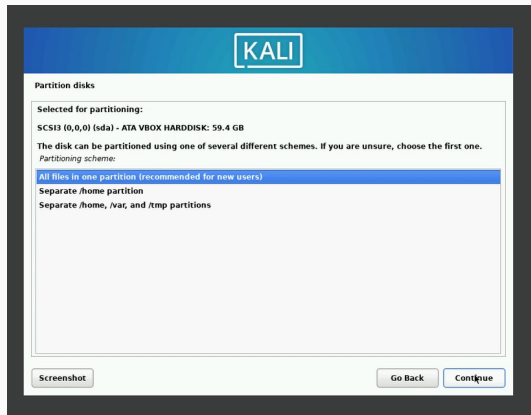 KALI
Partition disks
Selected for partitioning:
SCSI3 (0,0,0) (sda) - ATA VBOX HARDDISK: 59.4 GB
The disk can be partitioned using one of several different schemes. If you are unsure, choose the first one.
Partitioning scheme:
All files in one partition (recommended for new users)
Separate /home partition
Separate /home, /var, and /tmp partitions
Screenshot
Go Back
Continue